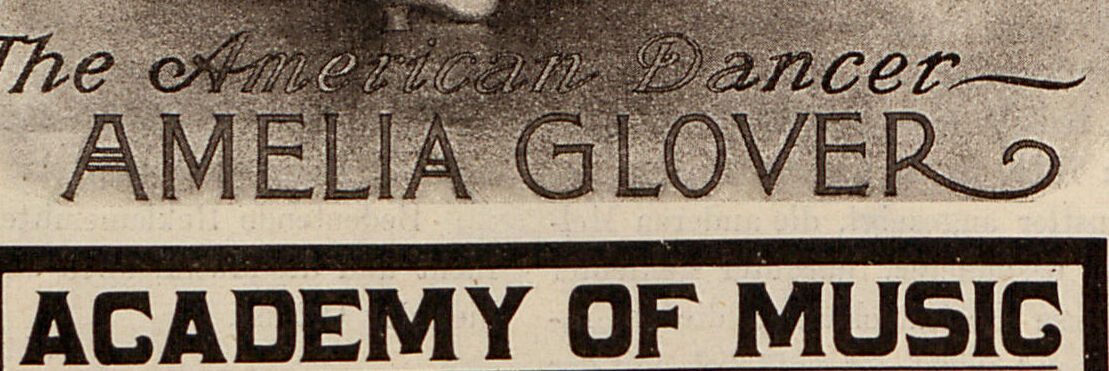 The American Dancer
AMELIA GLOVER
ACADEMY OF MUSIC